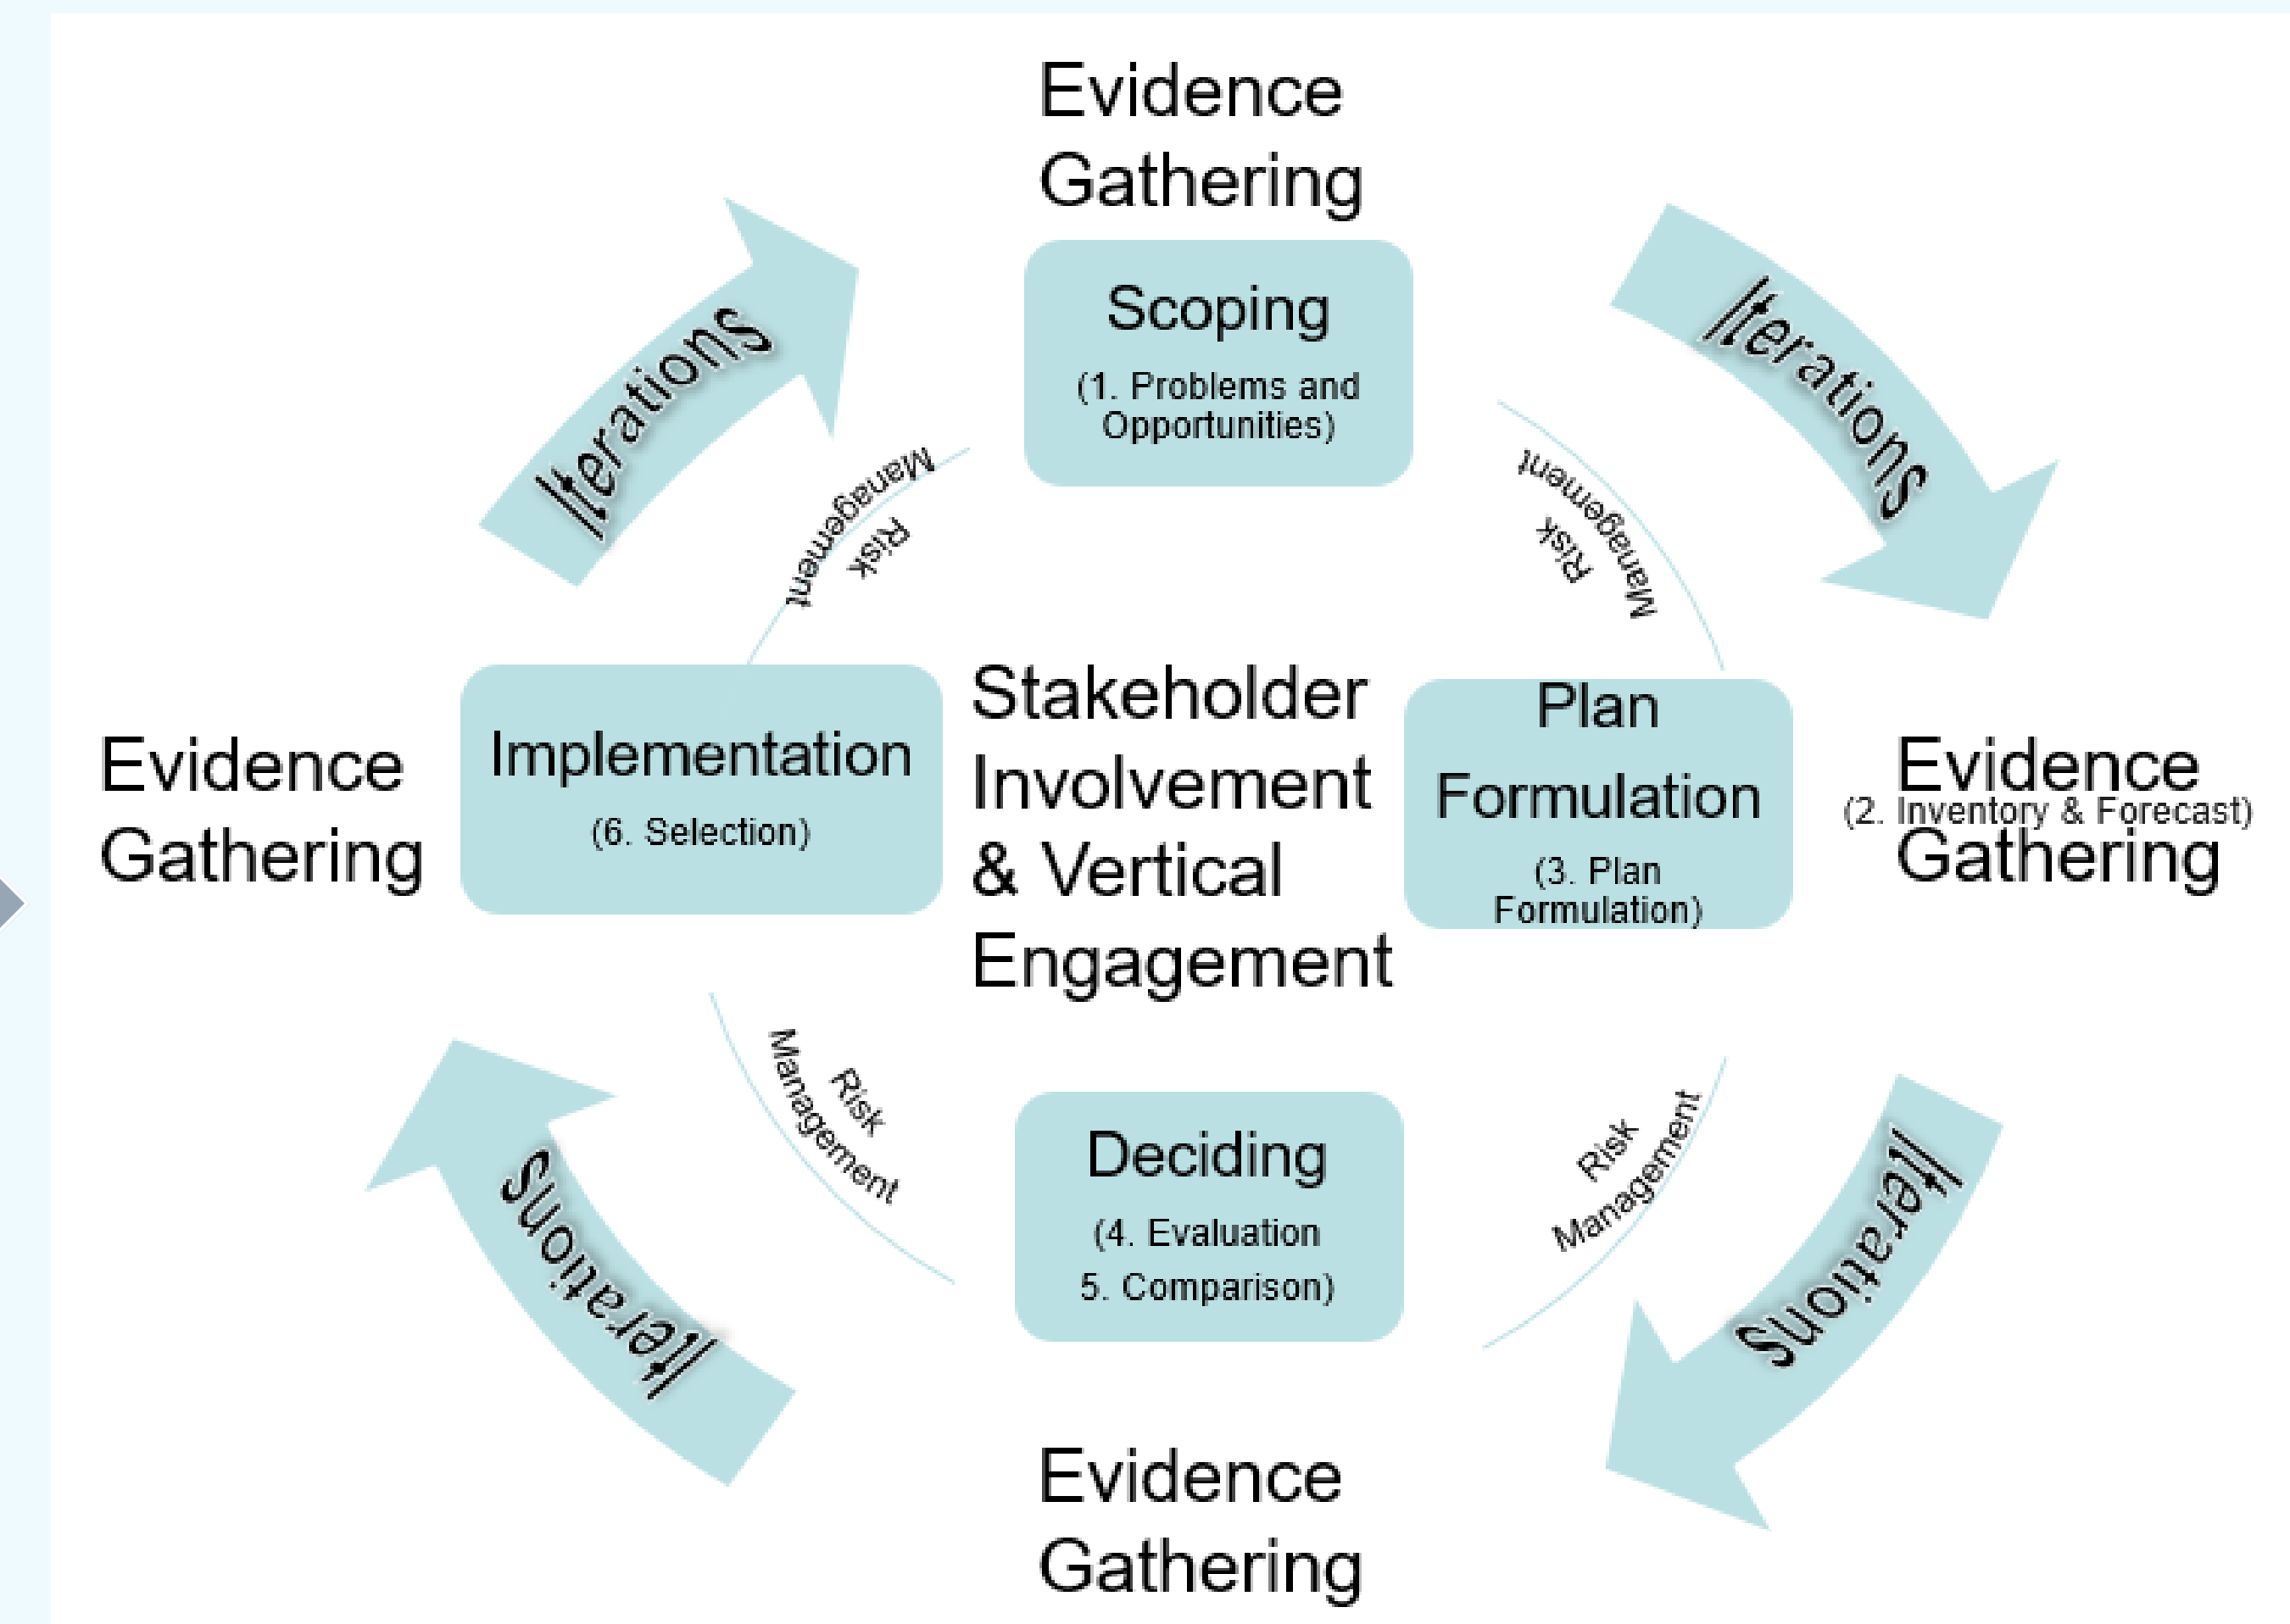 Evidence
Gathering
Scoping
(1. Problems and
Opportunities)
Iterations
Iterations
Risk
Management
Risk
Management
Stakeholder
Involvement
& Vertical
Engagement
Implementation
(6. Selection)
Evidence
Gathering
Plan
Formulation
(3. Plan
Formulation)
Evidence
(2. Inventory & Forecast)
Gathering
Risk
Management
Risk
Management
Deciding
(4. Evaluation
5. Comparison)
Iterations
Iterations
Evidence
Gathering